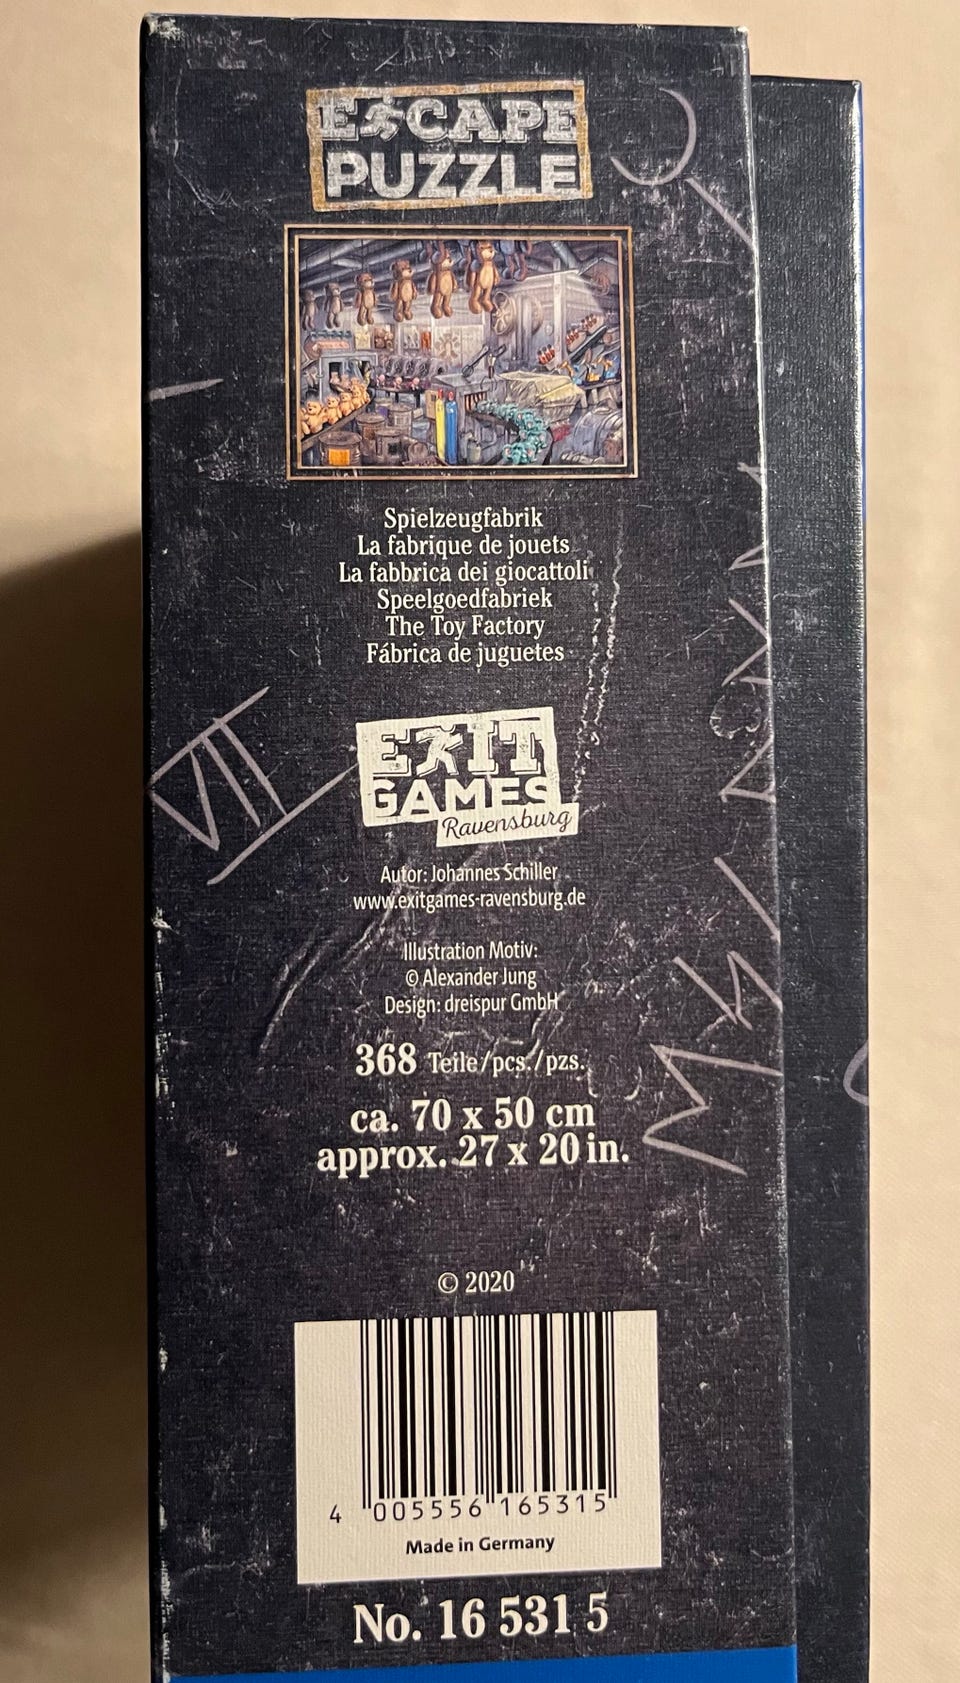 ESCAPE
PUZZLE
Spielzeugfabrik
La fabrique de jouets
La fabbrica dei giocattoli
Speelgoedfabriek
The Toy Factory
Fábrica de juguetes
VII
EXIT
GAMES
Ravensburg
Autor: Johannes Schiller
www.exitgames-ravensburg.de
Illustration Motiv:
© Alexander Jung
Design: dreispur GmbH
368 Teile/pcs./pzs.
ca. 70 x 50 cm
approx. 27 x 20 in.
© 2020
4 005556 165315
Made in Germany
No. 16 531 5